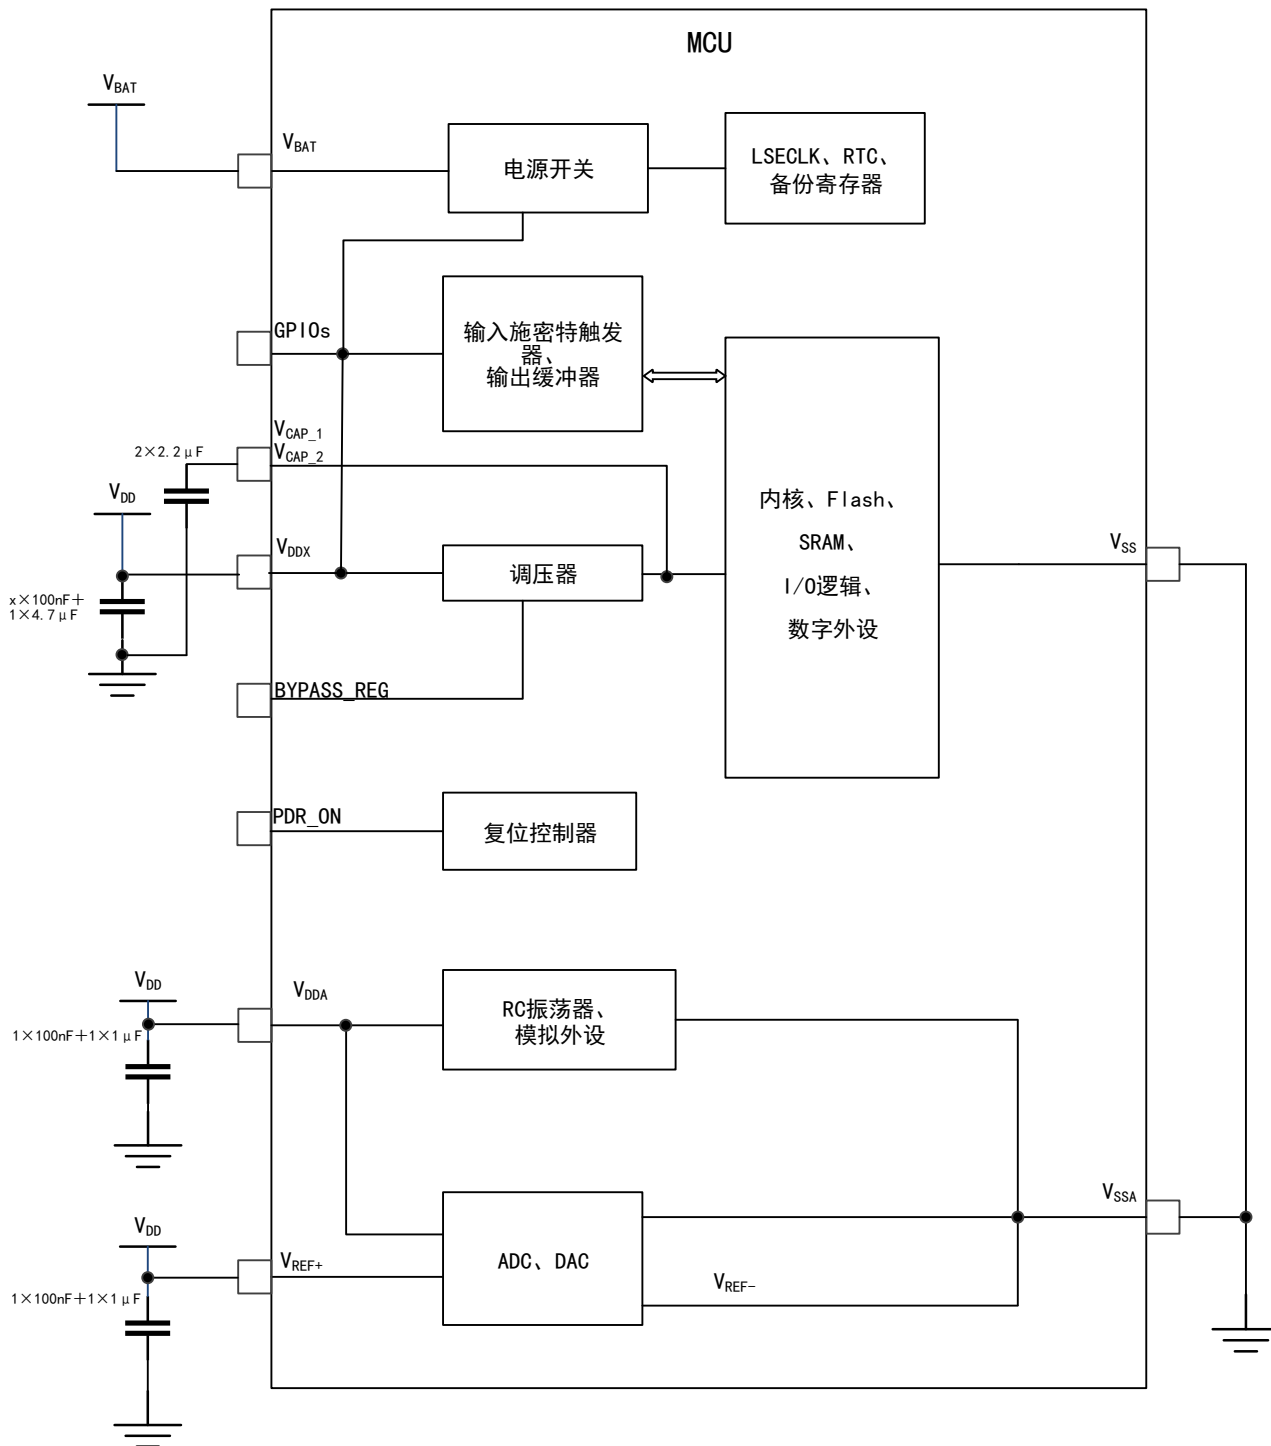 MCU
VBAT
VBAT
电源开关
LSECLK、RTC、
备份寄存器
GPIOs
输入施密特触发
器、
输出缓冲器
VCAP_1
VCAP_2
2×2.2μF
VDD
VDDX
x×100nF+
1×4.7μF
调压器
内核、Flash、
SRAM、
I/O逻辑、
数字外设
VSS
BYPASS_REG
PDR_ON
复位控制器
VDD
VDDA
1×100nF+1×1μF
RC振荡器、
模拟外设
VSSA
VDD
VREF+
1×100nF+1×1μF
ADC、DAC
VREF-